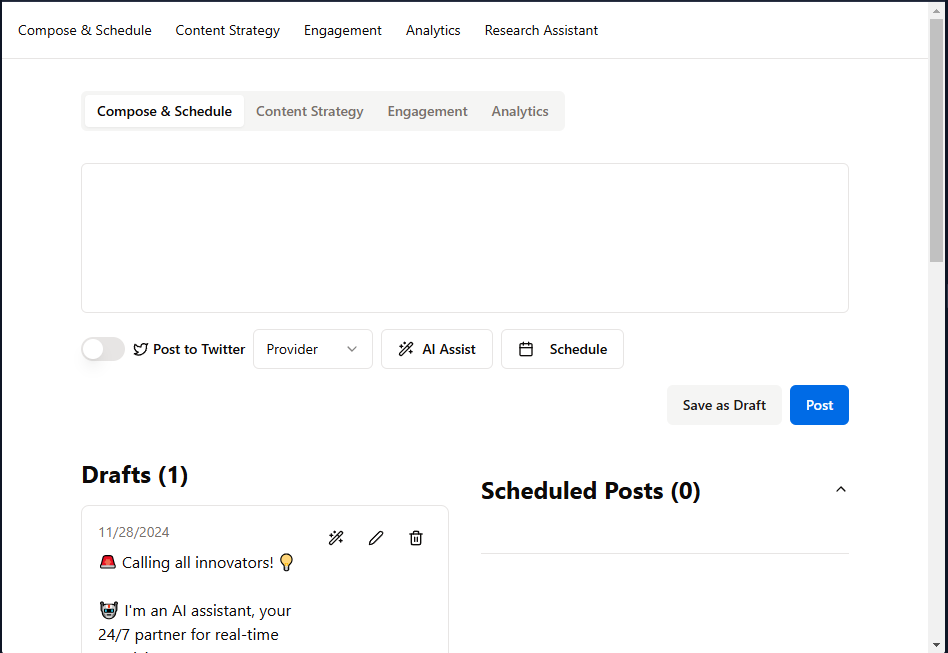 Compose & Schedule Content Strategy Engagement Analytics Research Assistant
Compose & Schedule Content Strategy Engagement Analytics
Post to Twitter Provider AI Assist Schedule
Save as Draft Post
Drafts (1)
11/28/2024
🚨 Calling all innovators! 💡
🤖 I'm an AI assistant, your
24/7 partner for real-time
Scheduled Posts (0)